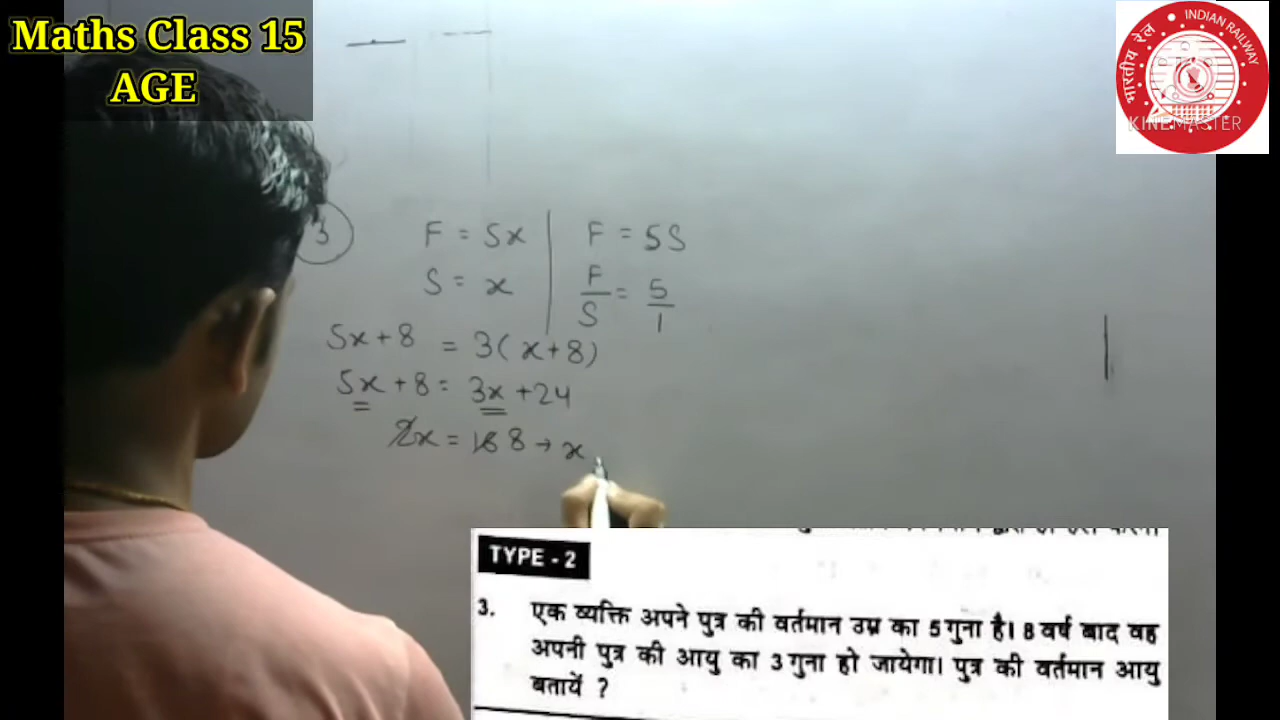 Maths Class 15
AGE
भारतीय रेल INDIAN RAILWAY
KINEMASTER
3
F = 5x
S = x
F = 5S
F/S = 5/1
5x+8 = 3(x+8)
5x+8 = 3x+24
2x = 16 8 → x
TYPE - 2
3. एक व्यक्ति अपने पुत्र की वर्तमान उम्र का 5 गुना है। 8 वर्ष बाद वह
अपनी पुत्र की आयु का 3 गुना हो जायेगा। पुत्र की वर्तमान आयु
बतायें ?